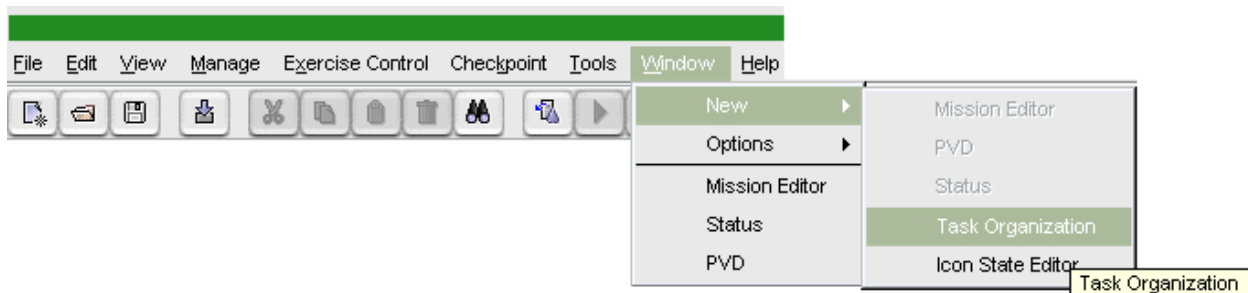 File Edit View Manage Exercise Control Checkpoint Tools Window Help
New
Options
Mission Editor
Status
PVD
Mission Editor
PVD
Status
Task Organization
Icon State Editor
Task Organization